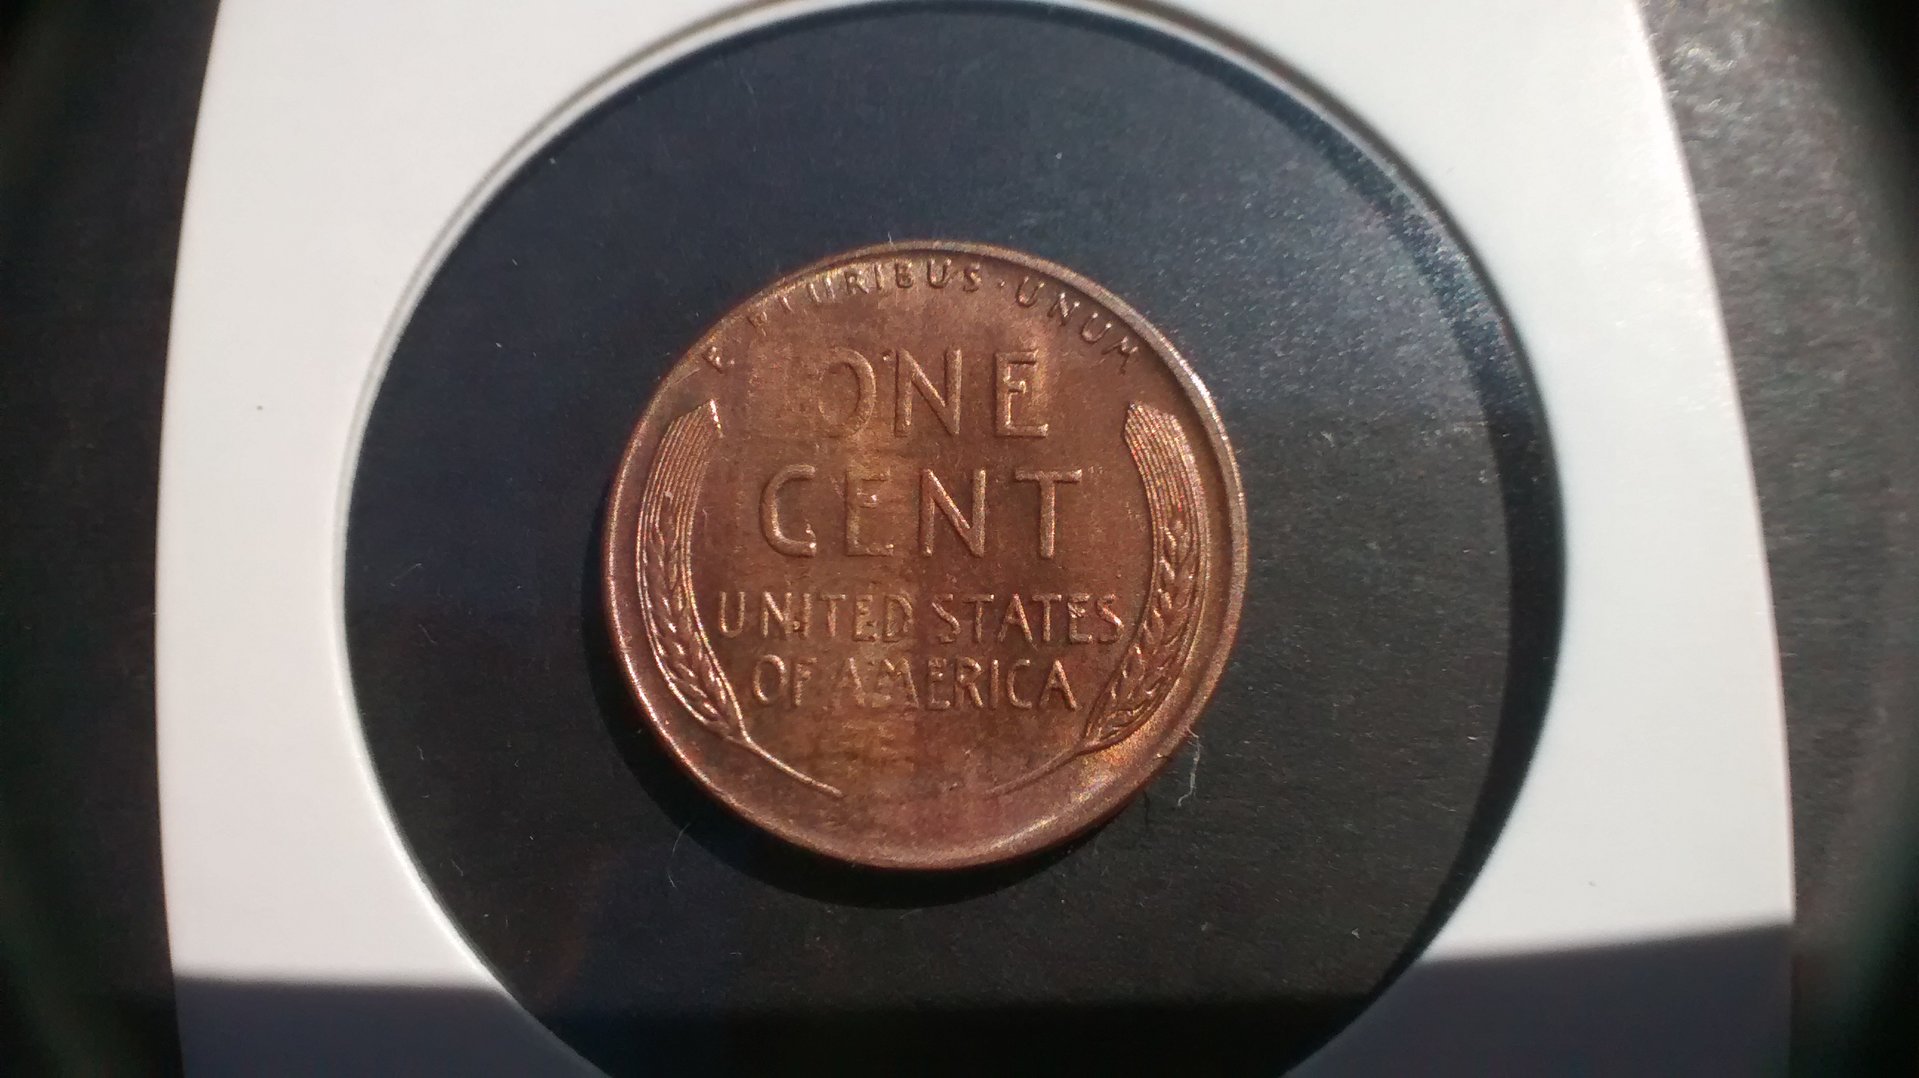 E PLURIBUS · UNUM
ONE
CENT
UNITED STATES
OF AMERICA